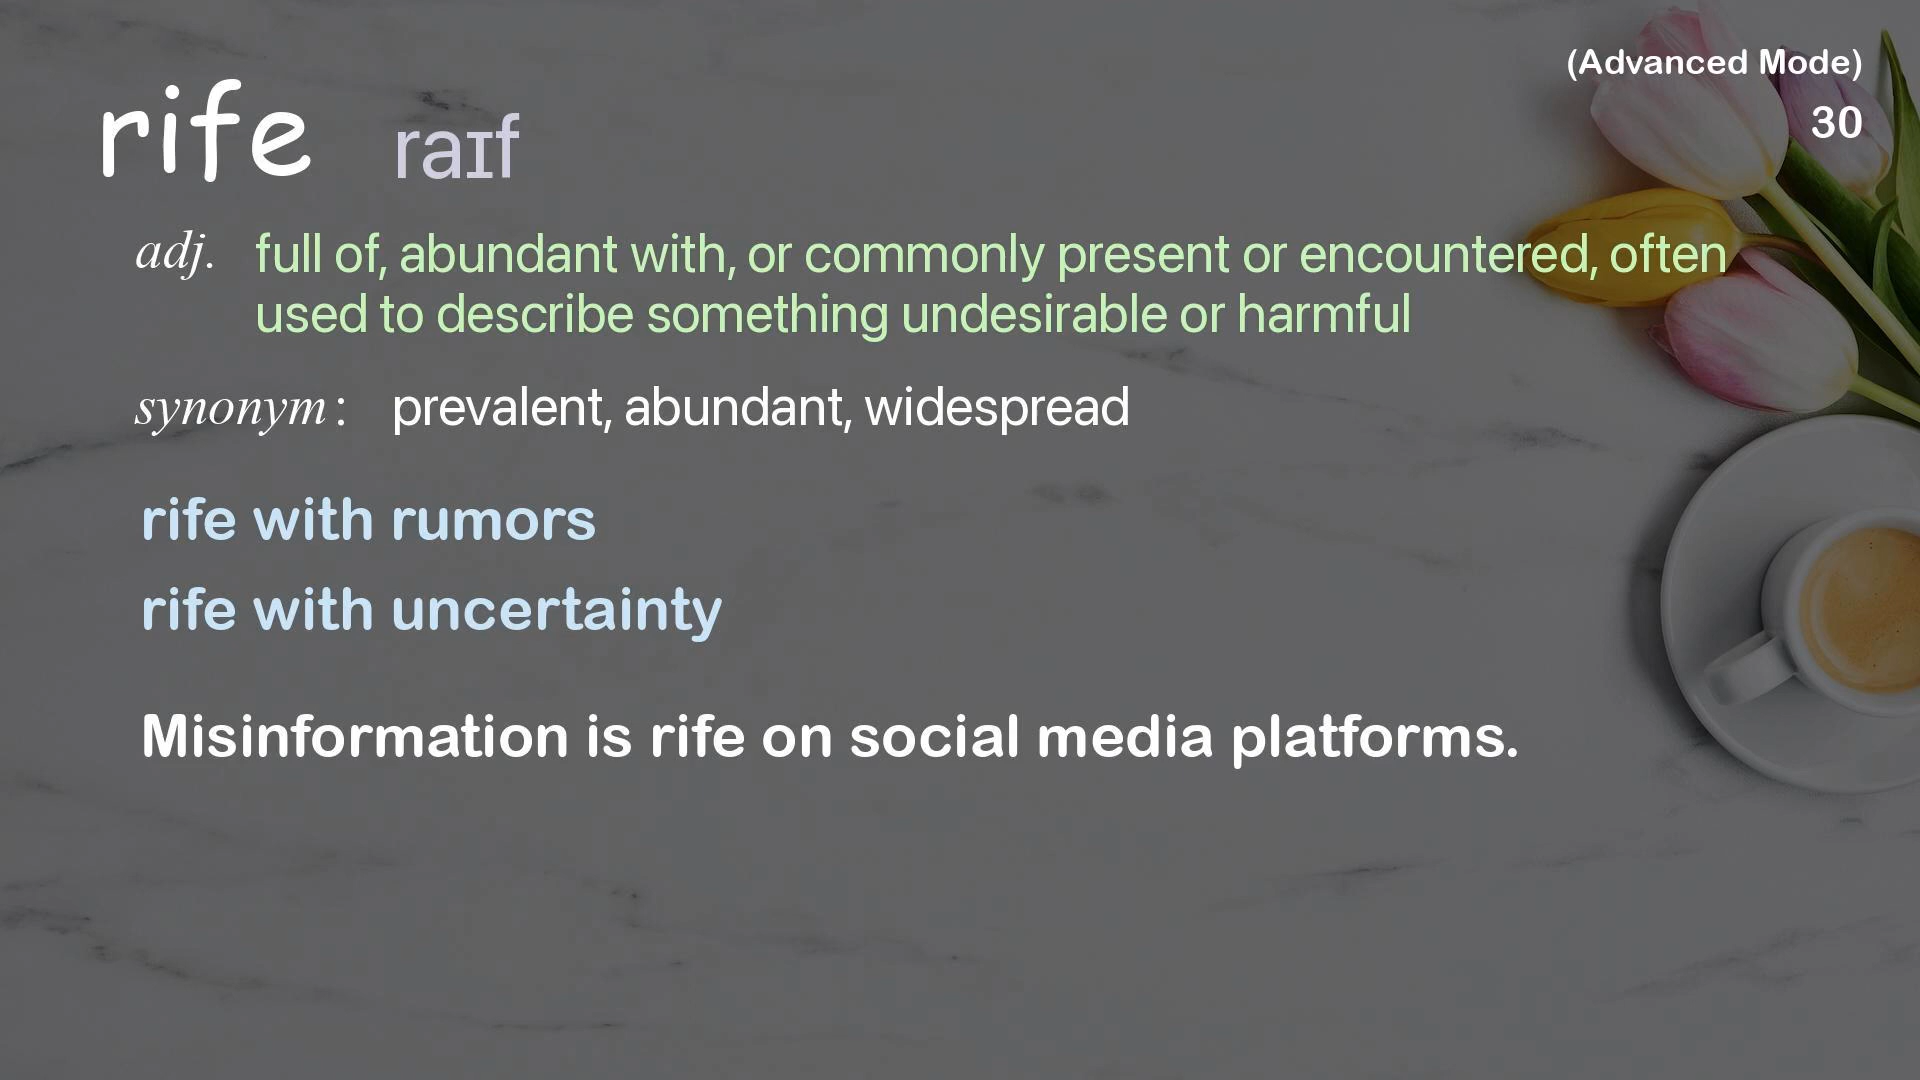 (Advanced Mode)
30
rife raɪf
adj. full of, abundant with, or commonly present or encountered, often
used to describe something undesirable or harmful
synonym: prevalent, abundant, widespread
rife with rumors
rife with uncertainty
Misinformation is rife on social media platforms.